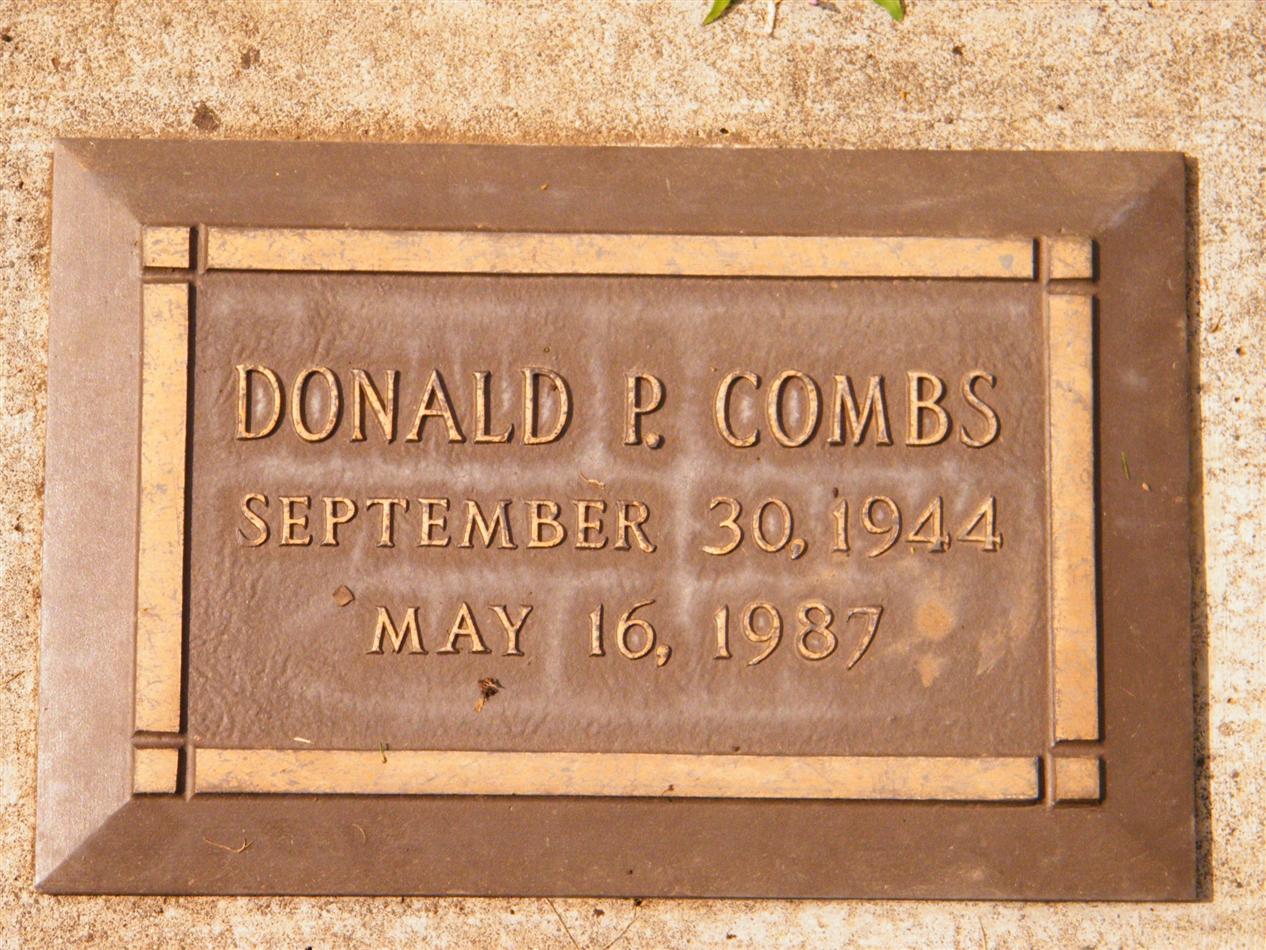 DONALD P. COMBS
SEPTEMBER 30, 1944
MAY 16, 1987